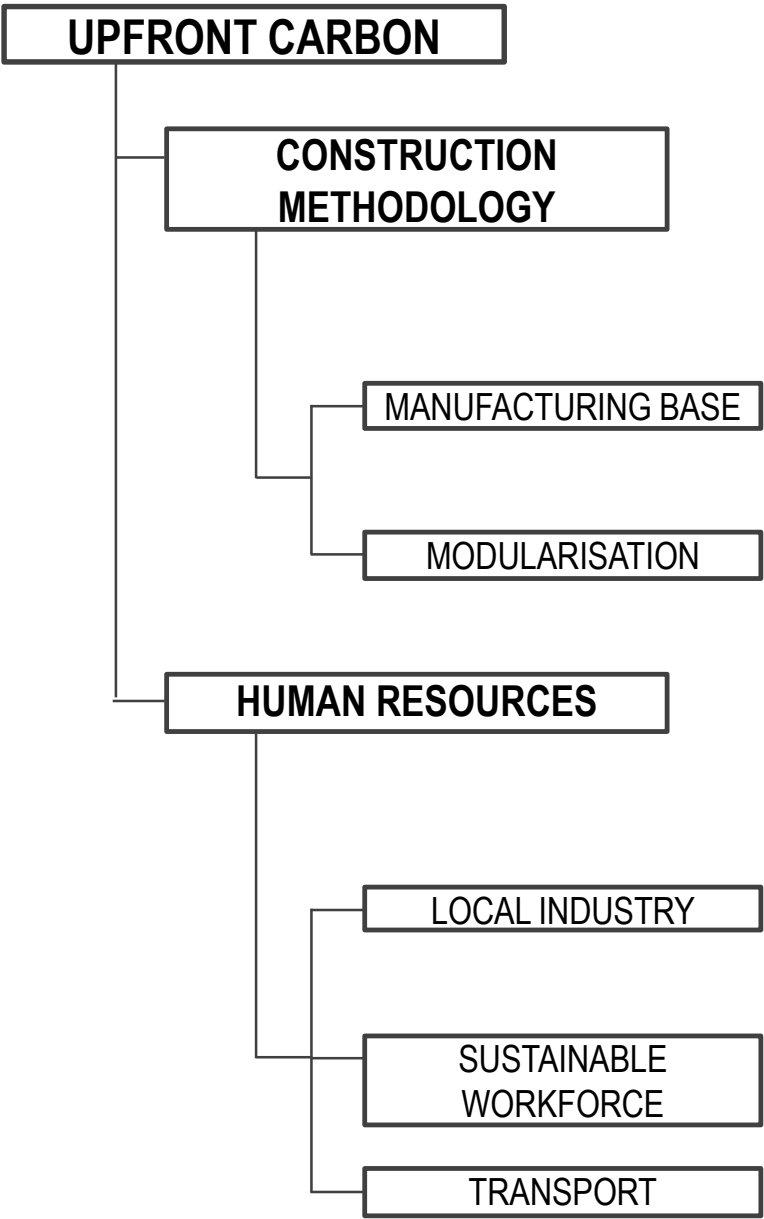 UPFRONT CARBON
CONSTRUCTION
METHODOLOGY
MANUFACTURING BASE
MODULARISATION
HUMAN RESOURCES
LOCAL INDUSTRY
SUSTAINABLE
WORKFORCE
TRANSPORT